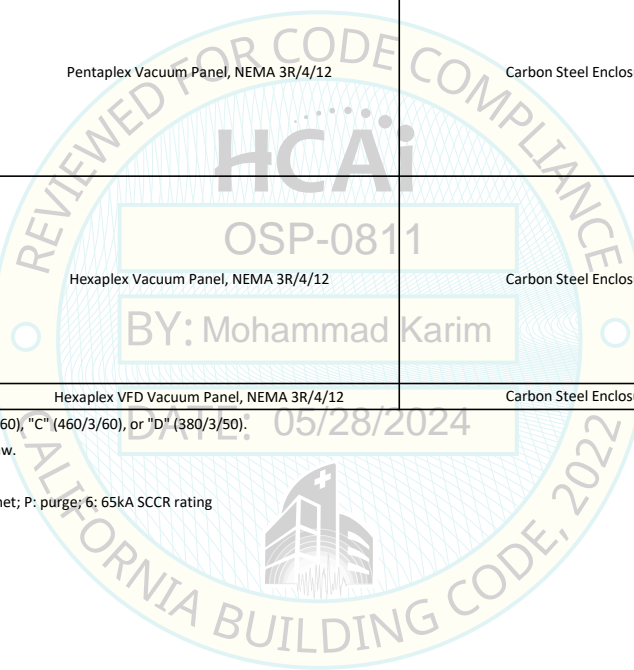 Pentaplex Vacuum Panel, NEMA 3R/4/12 Carbon Steel Enclos
REVIEWED FOR CODE COMPLIANCE
HCAi
OSP-0811
Hexaplex Vacuum Panel, NEMA 3R/4/12 Carbon Steel Enclos
BY: Mohammad Karim
Hexaplex VFD Vacuum Panel, NEMA 3R/4/12 Carbon Steel Enclos
60), "C" (460/3/60), or "D" (380/3/50).
DATE: 05/28/2024
w.
net; P: purge; 6: 65kA SCCR rating
CALIFORNIA BUILDING CODE, 2022